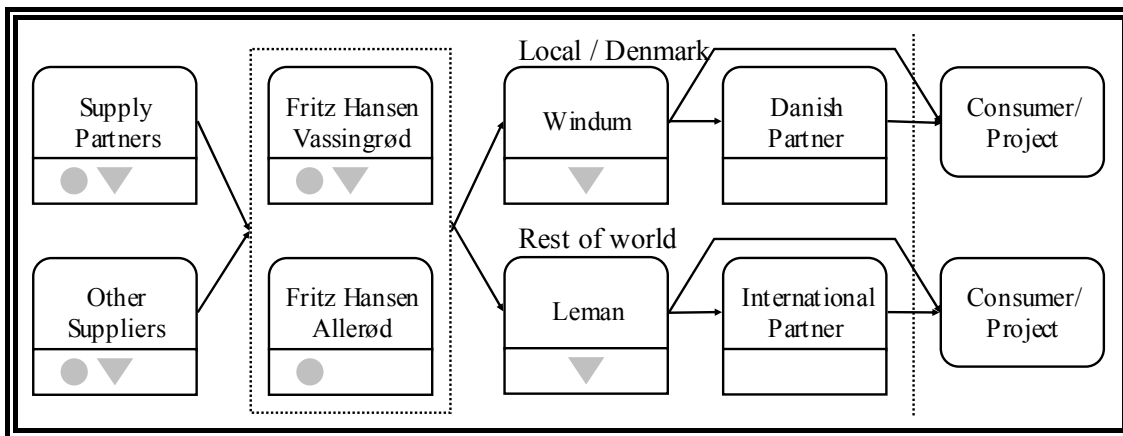 Local / Denmark
Supply
Partners
Fritz Hansen
Vassingrød
Windum
Danish
Partner
Consumer/
Project
Rest of world
Other
Suppliers
Fritz Hansen
Allerød
Leman
International
Partner
Consumer/
Project